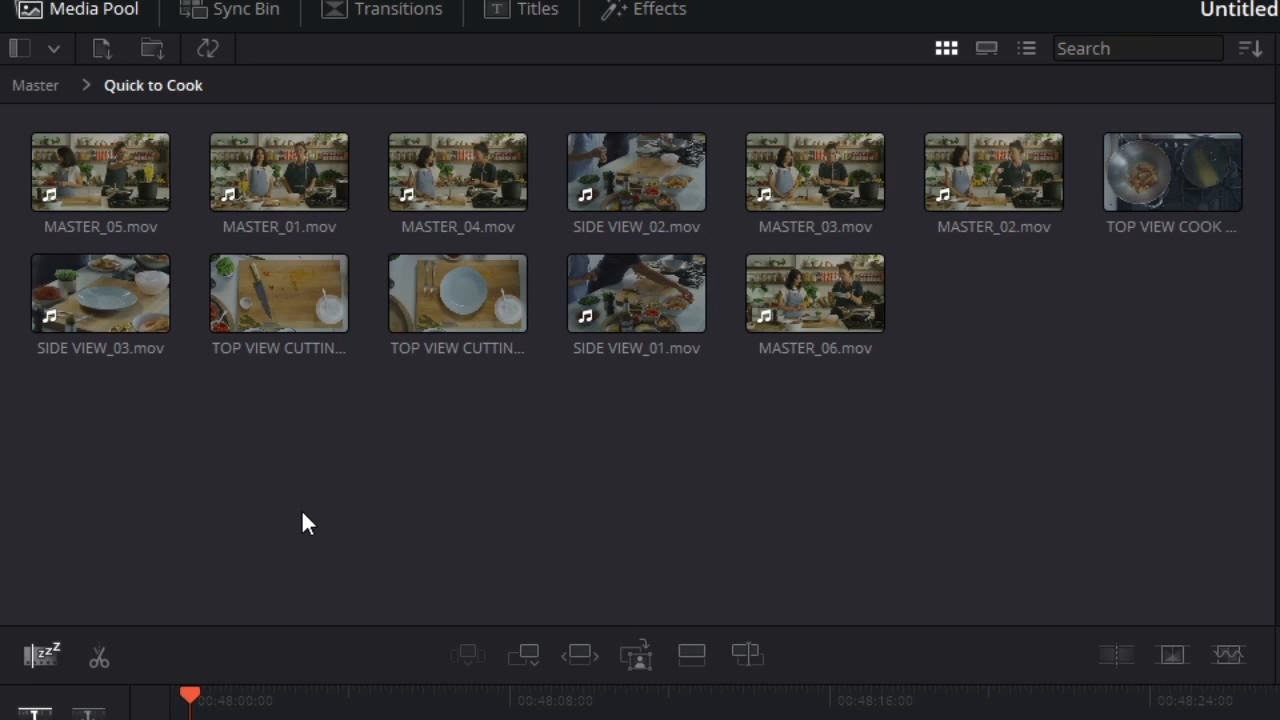 Media Pool Sync Bin Transitions Titles Effects Untitled
Search
Master > Quick to Cook
MASTER_05.mov MASTER_01.mov MASTER_04.mov SIDE VIEW_02.mov MASTER_03.mov MASTER_02.mov TOP VIEW COOK ...
SIDE VIEW_03.mov TOP VIEW CUTTIN... TOP VIEW CUTTIN... SIDE VIEW_01.mov MASTER_06.mov
zzZ
00:48:00:00 00:48:08:00 00:48:16:00 00:48:24:00